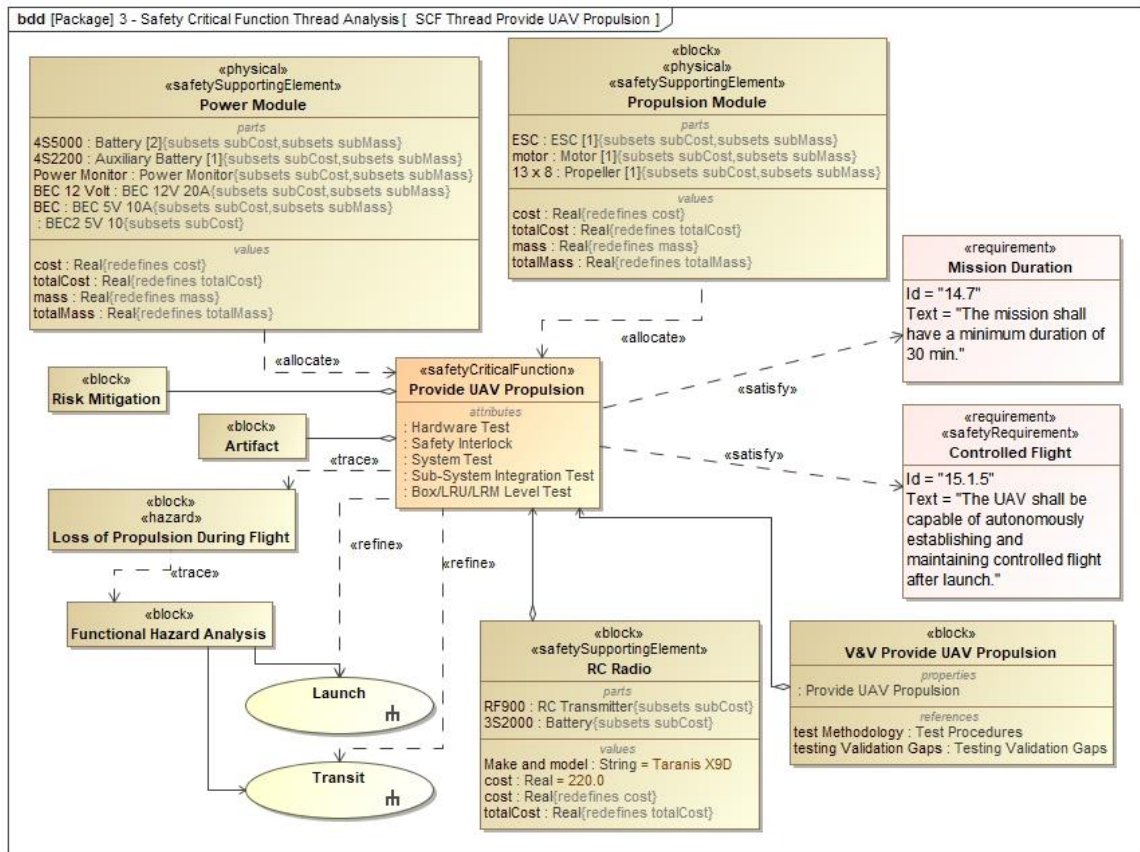 bdd [Package] 3 - Safety Critical Function Thread Analysis [ SCF Thread Provide UAV Propulsion ]
«physical»
«safetySupportingElement»
Power Module
parts
4S5000 : Battery [2]{subsets subCost,subsets subMass}
4S2200 : Auxiliary Battery [1]{subsets subCost,subsets subMass}
Power Monitor : Power Monitor{subsets subCost,subsets subMass}
BEC 12 Volt : BEC 12V 20A{subsets subCost,subsets subMass}
BEC : BEC 5V 10A{subsets subCost,subsets subMass}
: BEC2 5V 10{subsets subCost}
values
cost : Real{redefines cost}
totalCost : Real{redefines totalCost}
mass : Real{redefines mass}
totalMass : Real{redefines totalMass}
«block»
«physical»
«safetySupportingElement»
Propulsion Module
parts
ESC : ESC [1]{subsets subCost,subsets subMass}
motor : Motor [1]{subsets subCost,subsets subMass}
13 x 8 : Propeller [1]{subsets subCost,subsets subMass}
values
cost : Real{redefines cost}
totalCost : Real{redefines totalCost}
mass : Real{redefines mass}
totalMass : Real{redefines totalMass}
«requirement»
Mission Duration
Id = "14.7"
Text = "The mission shall
have a minimum duration of
30 min."
«allocate»
«allocate»
«block»
Risk Mitigation
«block»
Artifact
«safetyCriticalFunction»
Provide UAV Propulsion
attributes
: Hardware Test
: Safety Interlock
: System Test
: Sub-System Integration Test
: Box/LRU/LRM Level Test
«satisfy»
«satisfy»
«requirement»
«safetyRequirement»
Controlled Flight
Id = "15.1.5"
Text = "The UAV shall be
capable of autonomously
establishing and
maintaining controlled flight
after launch."
«trace»
«block»
«hazard»
Loss of Propulsion During Flight
«refine»
«refine»
«trace»
«block»
Functional Hazard Analysis
Launch
Transit
«block»
«safetySupportingElement»
RC Radio
parts
RF900 : RC Transmitter{subsets subCost}
3S2000 : Battery{subsets subCost}
values
Make and model : String = Taranis X9D
cost : Real = 220.0
cost : Real{redefines cost}
totalCost : Real{redefines totalCost}
«block»
V&V Provide UAV Propulsion
properties
: Provide UAV Propulsion
references
test Methodology : Test Procedures
testing Validation Gaps : Testing Validation Gaps